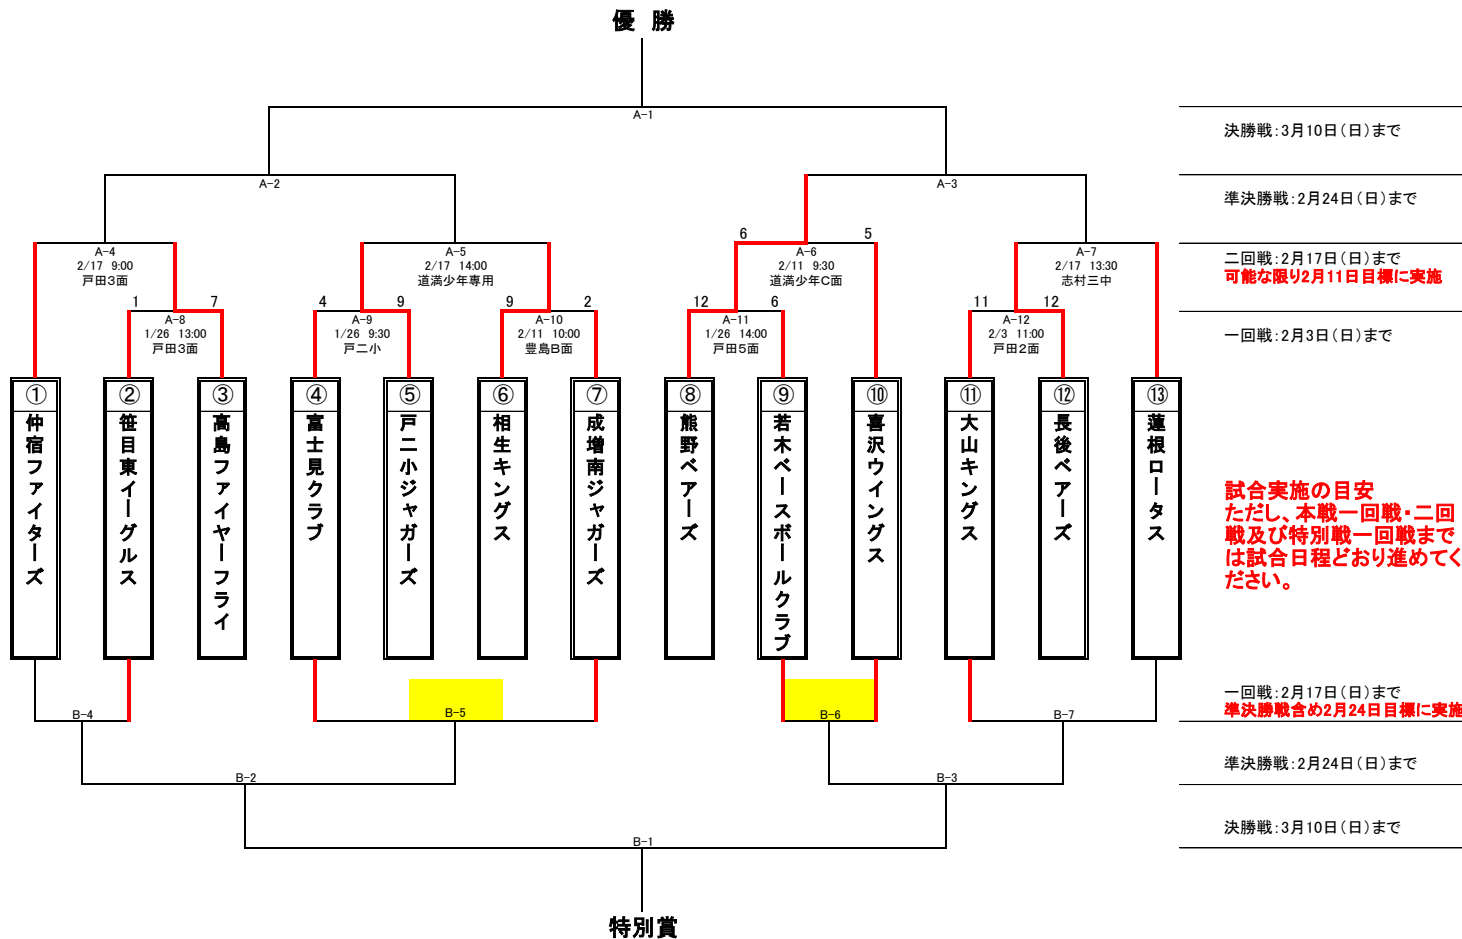 優 勝
A-1
決勝戦:3月10日(日)まで
A-2
A-3
準決勝戦:2月24日(日)まで
6
5
A-4
2/17 9:00
戸田3面
A-5
2/17 14:00
道満少年専用
A-6
2/11 9:30
道満少年C面
A-7
2/17 13:30
志村三中
二回戦:2月17日(日)まで
可能な限り2月11日目標に実施
1
7
4
9
9
2
12
6
11
12
A-8
1/26 13:00
戸田3面
A-9
1/26 9:30
戸二小
A-10
2/11 10:00
豊島B面
A-11
1/26 14:00
戸田5面
A-12
2/3 11:00
戸田2面
一回戦:2月3日(日)まで
①
仲宿ファイターズ
②
笹目東イーグルス
③
高島ファイヤーフライ
④
富士見クラブ
⑤
戸二小ジャガーズ
⑥
相生キングス
⑦
成増南ジャガーズ
⑧
熊野ベアーズ
⑨
若木ベースボールクラブ
⑩
喜沢ウイングス
⑪
大山キングス
⑫
長後ベアーズ
⑬
蓮根ロータス
試合実施の目安
ただし、本戦一回戦・二回
戦及び特別戦一回戦まで
は試合日程どおり進めてく
ださい。
一回戦:2月17日(日)まで
準決勝戦含め2月24日目標に実施
B-4
B-5
B-6
B-7
準決勝戦:2月24日(日)まで
B-2
B-3
決勝戦:3月10日(日)まで
B-1
特別賞